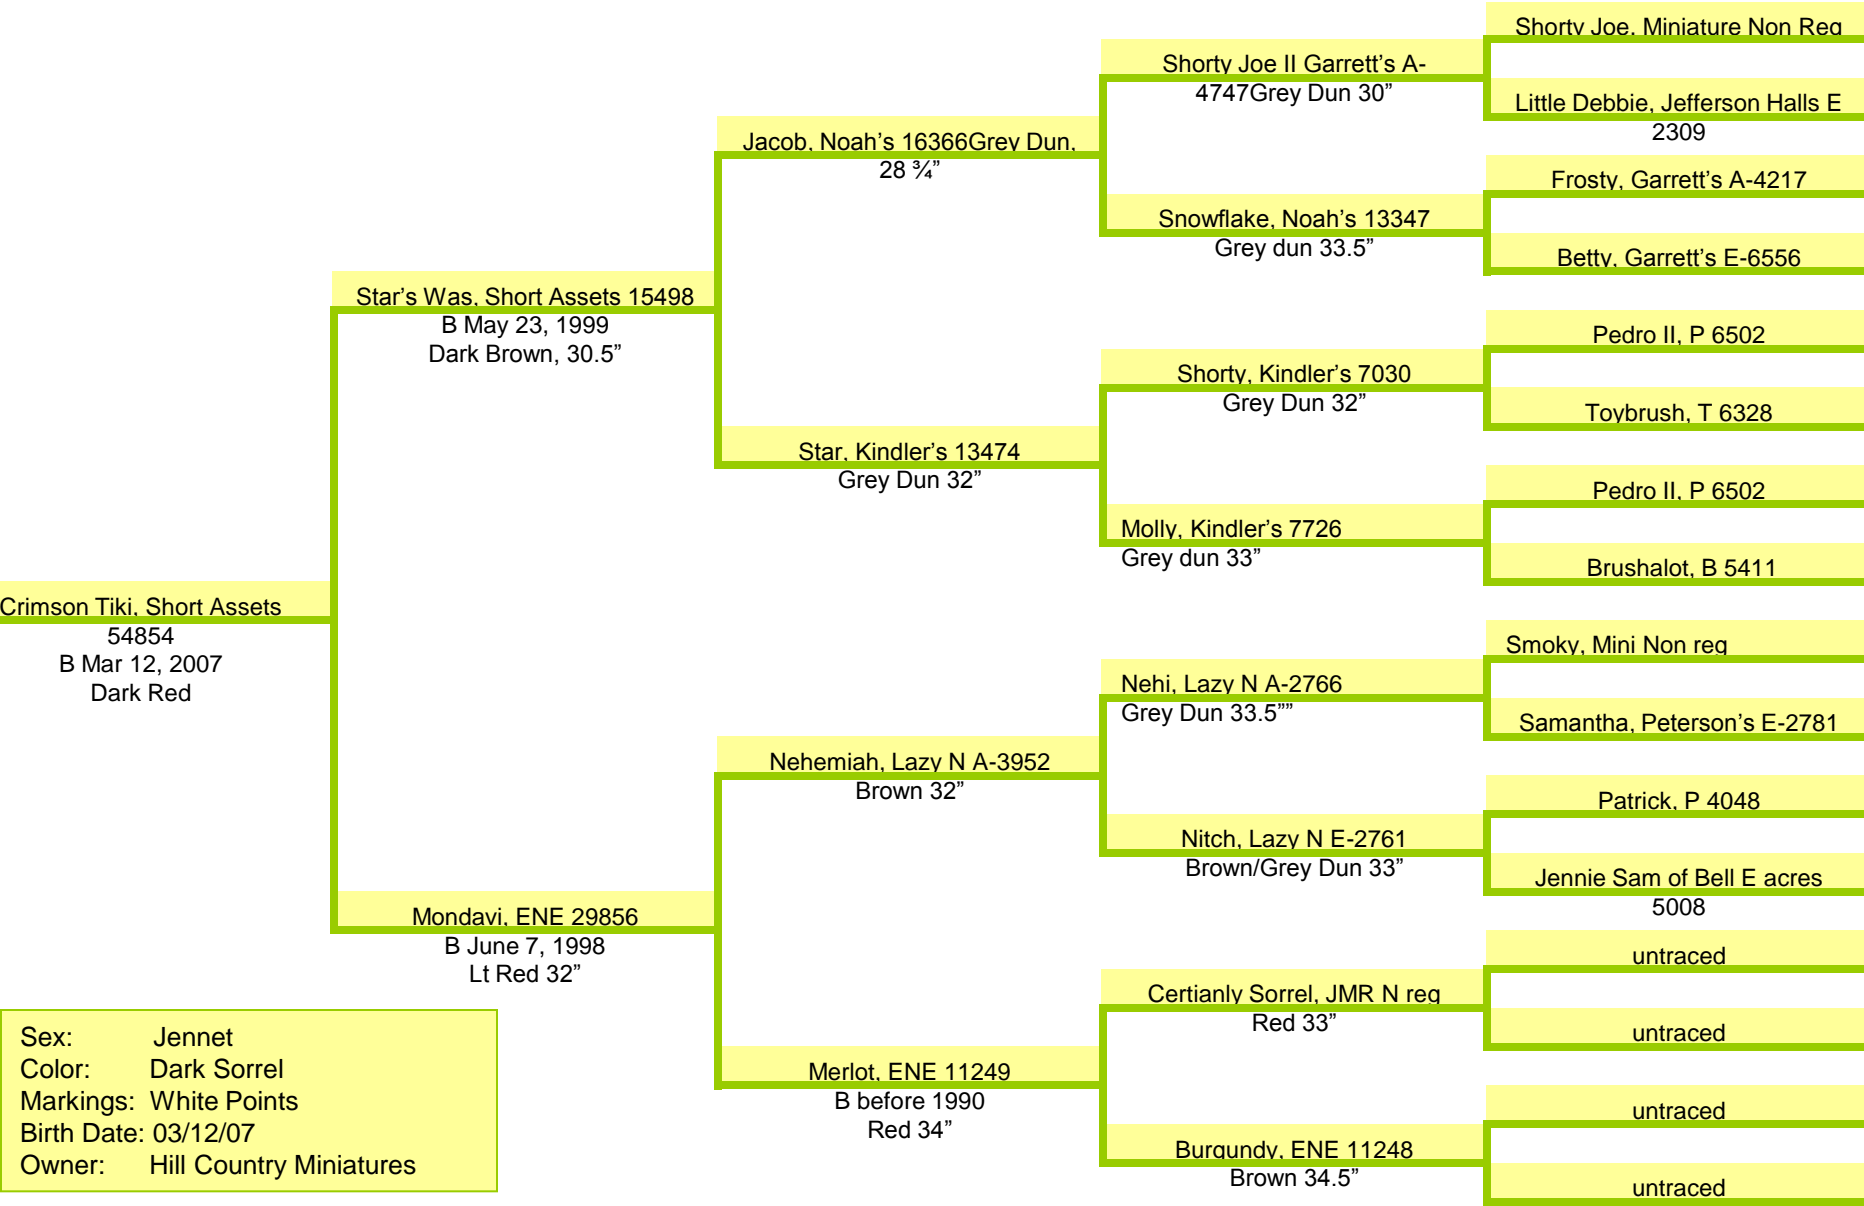 Crimson Tiki, Short Assets
54854
B Mar 12, 2007
Dark Red
Star’s Was, Short Assets 15498
B May 23, 1999
Dark Brown, 30.5”
Mondavi, ENE 29856
B June 7, 1998
Lt Red 32”
Jacob, Noah’s 16366Grey Dun,
28 ¾”
Star, Kindler’s 13474
Grey Dun 32”
Nehemiah, Lazy N A-3952
Brown 32”
Merlot, ENE 11249
B before 1990
Red 34”
Shorty Joe II Garrett’s A-
4747Grey Dun 30”
Snowflake, Noah’s 13347
Grey dun 33.5”
Shorty, Kindler’s 7030
Grey Dun 32”
Molly, Kindler’s 7726
Grey dun 33”
Nehi, Lazy N A-2766
Grey Dun 33.5””
Nitch, Lazy N E-2761
Brown/Grey Dun 33”
Certianly Sorrel, JMR N reg
Red 33”
Burgundy, ENE 11248
Brown 34.5”
Shorty Joe, Miniature Non Reg
Little Debbie, Jefferson Halls E
2309
Frosty, Garrett’s A-4217
Betty, Garrett’s E-6556
Pedro II, P 6502
Toybrush, T 6328
Pedro II, P 6502
Brushalot, B 5411
Smoky, Mini Non reg
Samantha, Peterson’s E-2781
Patrick, P 4048
Jennie Sam of Bell E acres
5008
untraced
untraced
untraced
untraced
Sex: Jennet
Color: Dark Sorrel
Markings: White Points
Birth Date: 03/12/07
Owner: Hill Country Miniatures